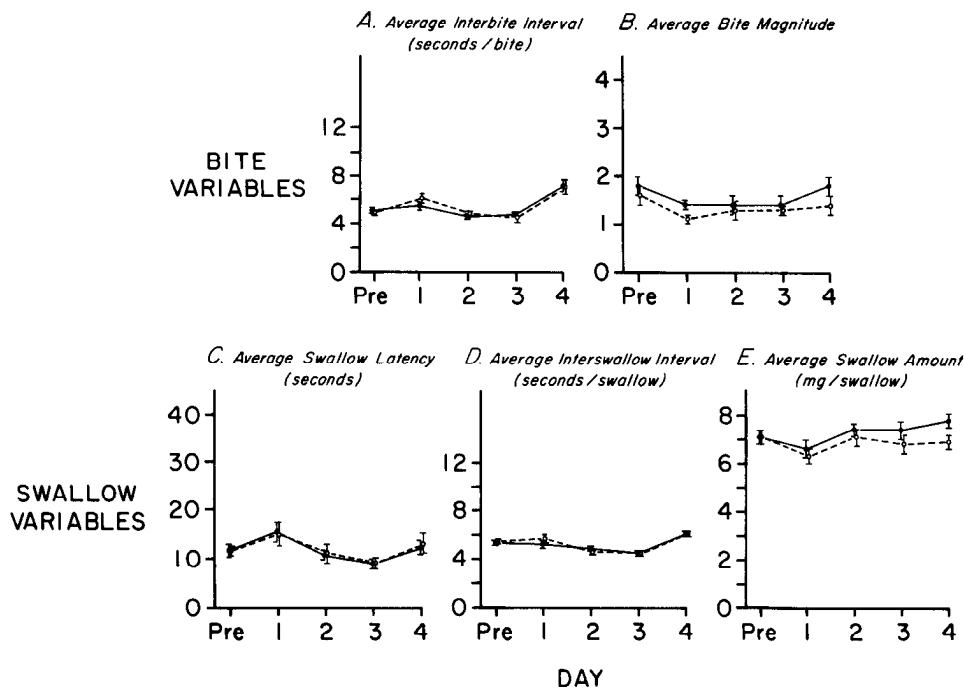 A. Average Interbite Interval
(seconds / bite)
B. Average Bite Magnitude
BITE
VARIABLES
12
8
4
0
Pre 1 2 3 4
4
3
2
1
0
Pre 1 2 3 4
C. Average Swallow Latency
(seconds)
D. Average Interswallow Interval
(seconds/swallow)
E. Average Swallow Amount
(mg/swallow)
SWALLOW
VARIABLES
40
30
20
10
0
Pre 1 2 3 4
12
8
4
0
Pre 1 2 3 4
8
6
4
2
0
Pre 1 2 3 4
DAY